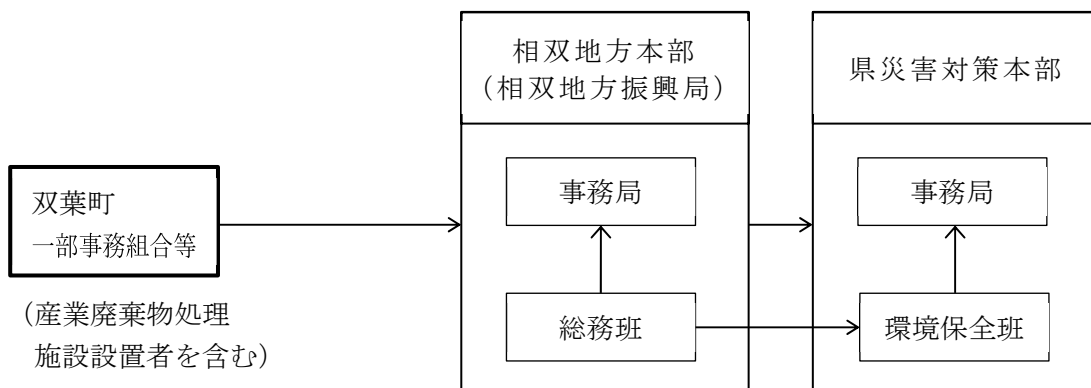 相双地方本部
（相双地方振興局）
県災害対策本部
双葉町
一部事務組合等
事務局
事務局
（産業廃棄物処理
施設設置者を含む）
総務班
環境保全班